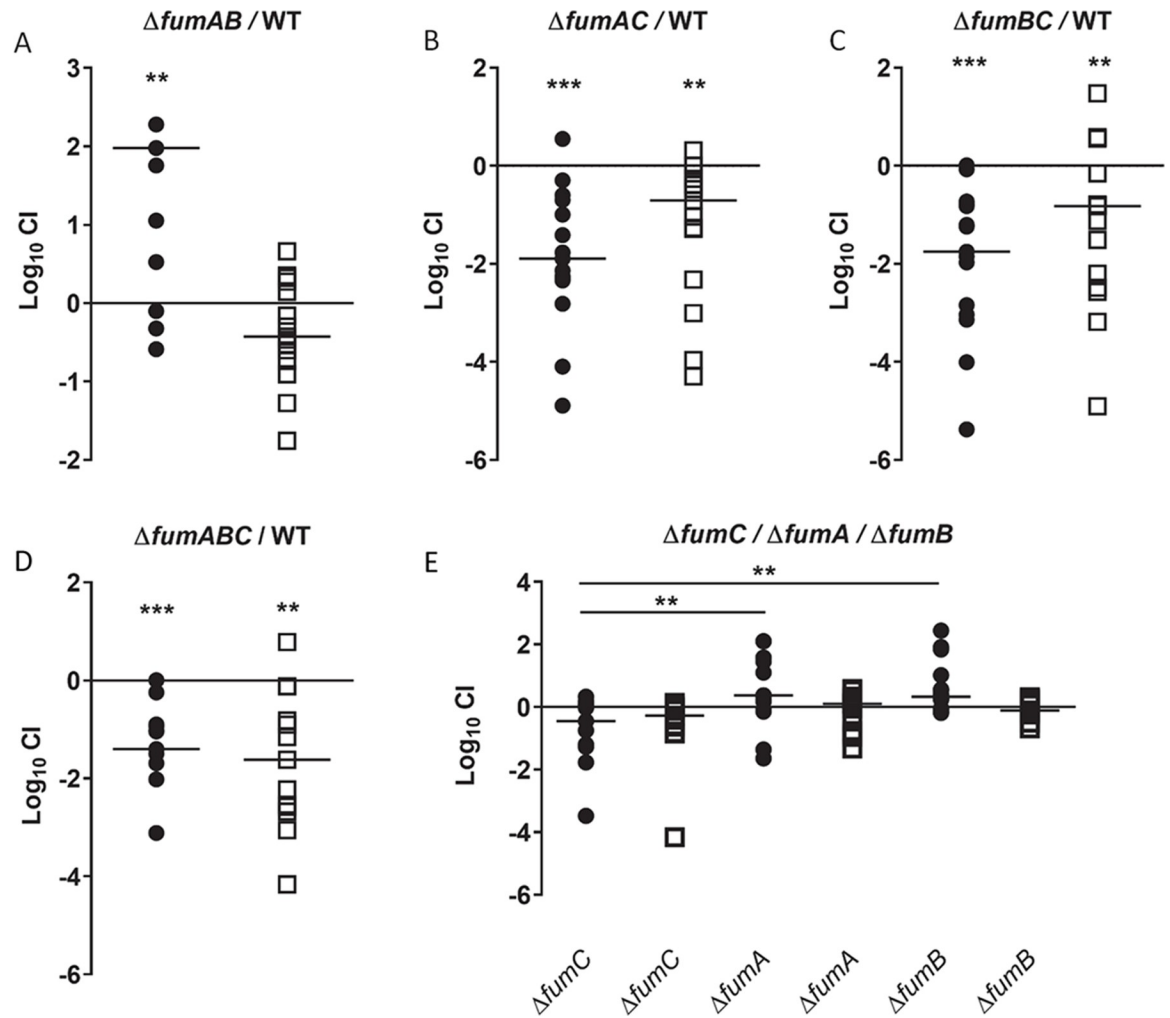 A
ΔfumAB / WT
**
3
2
1
0
-1
-2
Log10 CI
B
ΔfumAC / WT
*** **
2
0
-2
-4
-6
Log10 CI
C
ΔfumBC / WT
*** **
2
0
-2
-4
-6
Log10 CI
D
ΔfumABC / WT
*** **
2
0
-2
-4
-6
Log10 CI
E
ΔfumC / ΔfumA / ΔfumB
**
**
4
2
0
-2
-4
-6
Log10 CI
ΔfumC
ΔfumC
ΔfumA
ΔfumA
ΔfumB
ΔfumB